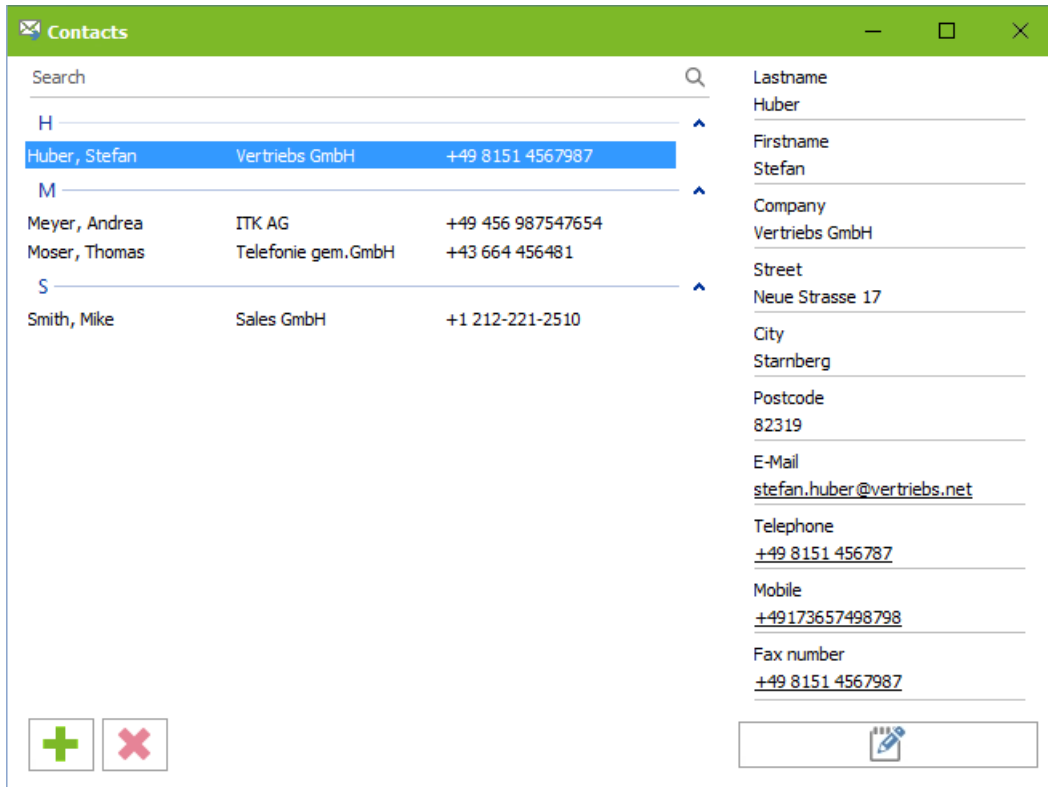 Contacts
Search
H
Huber, Stefan Vertriebs GmbH +49 8151 4567987
M
Meyer, Andrea ITK AG +49 456 987547654
Moser, Thomas Telefonie gem.GmbH +43 664 456481
S
Smith, Mike Sales GmbH +1 212-221-2510
Lastname
Huber
Firstname
Stefan
Company
Vertriebs GmbH
Street
Neue Strasse 17
City
Starnberg
Postcode
82319
E-Mail
stefan.huber@vertriebs.net
Telephone
+49 8151 456787
Mobile
+49173657498798
Fax number
+49 8151 4567987